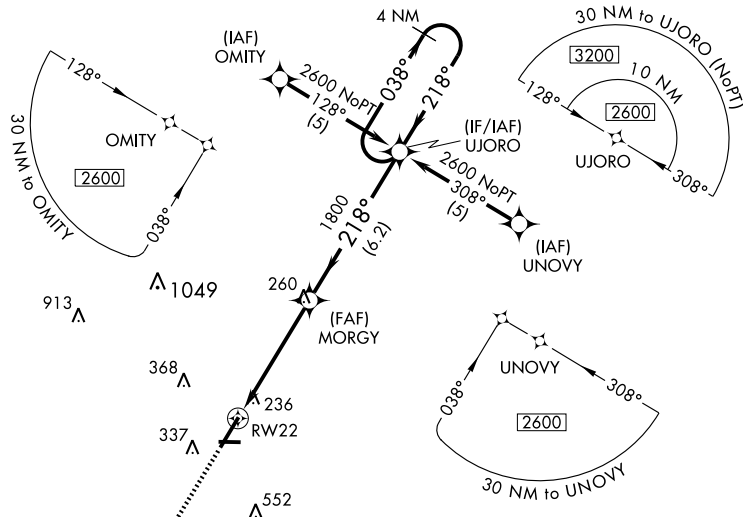 4 NM
(IAF)
OMITY
2600 NoPT
128°
(5)
038°
218°
(IF/IAF)
UJORO
2600 NoPT
308°
(5)
(IAF)
UNOVY
1800
218°
(6.2)
260
(FAF)
MORGY
236
RW22
337
368
552
913
1049
128°
OMITY
2600
038°
30 NM to OMITY
30 NM to UJORO (NoPT)
3200
10 NM
2600
128°
UJORO
308°
UNOVY
038°
308°
2600
30 NM to UNOVY